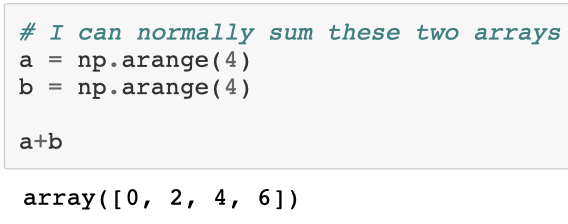 # I can normally sum these two arrays
a = np.arange(4)
b = np.arange(4)
a+b
array([0, 2, 4, 6])